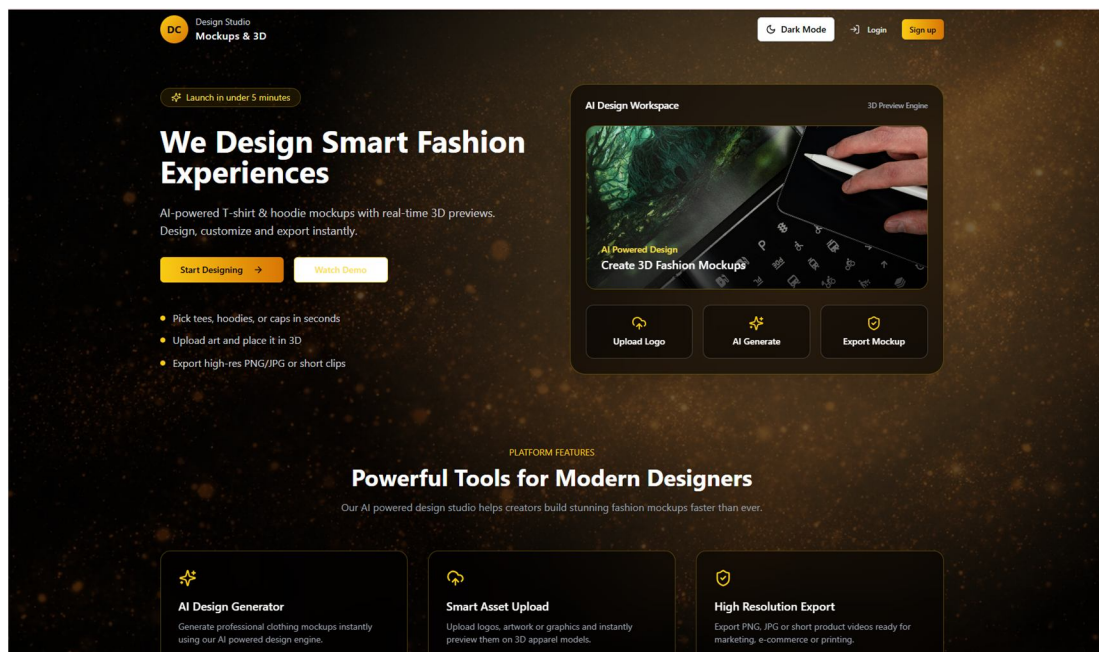 DC
Design Studio
Mockups & 3D
Dark Mode
Login
Sign up
Launch in under 5 minutes
We Design Smart Fashion
Experiences
AI-powered T-shirt & hoodie mockups with real-time 3D previews.
Design, customize and export instantly.
Start Designing
Watch Demo
Pick tees, hoodies, or caps in seconds
Upload art and place it in 3D
Export high-res PNG/JPG or short clips
AI Design Workspace
3D Preview Engine
AI Powered Design
Create 3D Fashion Mockups
Upload Logo
AI Generate
Export Mockup
PLATFORM FEATURES
Powerful Tools for Modern Designers
Our AI powered design studio helps creators build stunning fashion mockups faster than ever.
AI Design Generator
Generate professional clothing mockups instantly
using our AI powered design engine.
Smart Asset Upload
Upload logos, artwork or graphics and instantly
preview them on 3D apparel models.
High Resolution Export
Export PNG, JPG or short product videos ready for
marketing, e-commerce or printing.